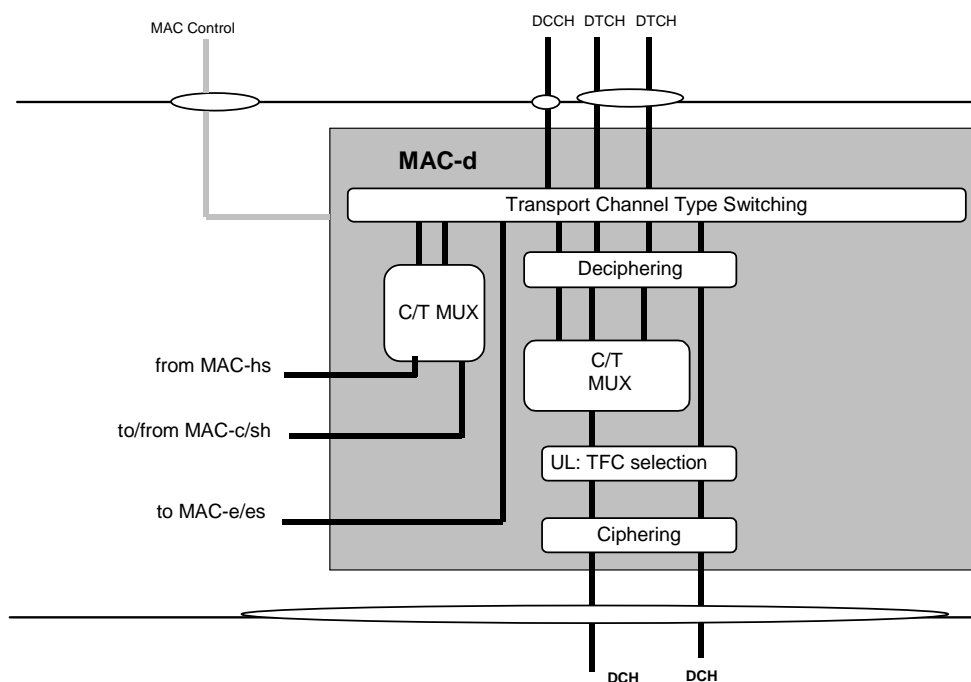 MAC Control
DCCH DTCH DTCH
MAC-d
Transport Channel Type Switching
Deciphering
C/T MUX
from MAC-hs
C/T
MUX
to/from MAC-c/sh
UL: TFC selection
to MAC-e/es
Ciphering
DCH
DCH